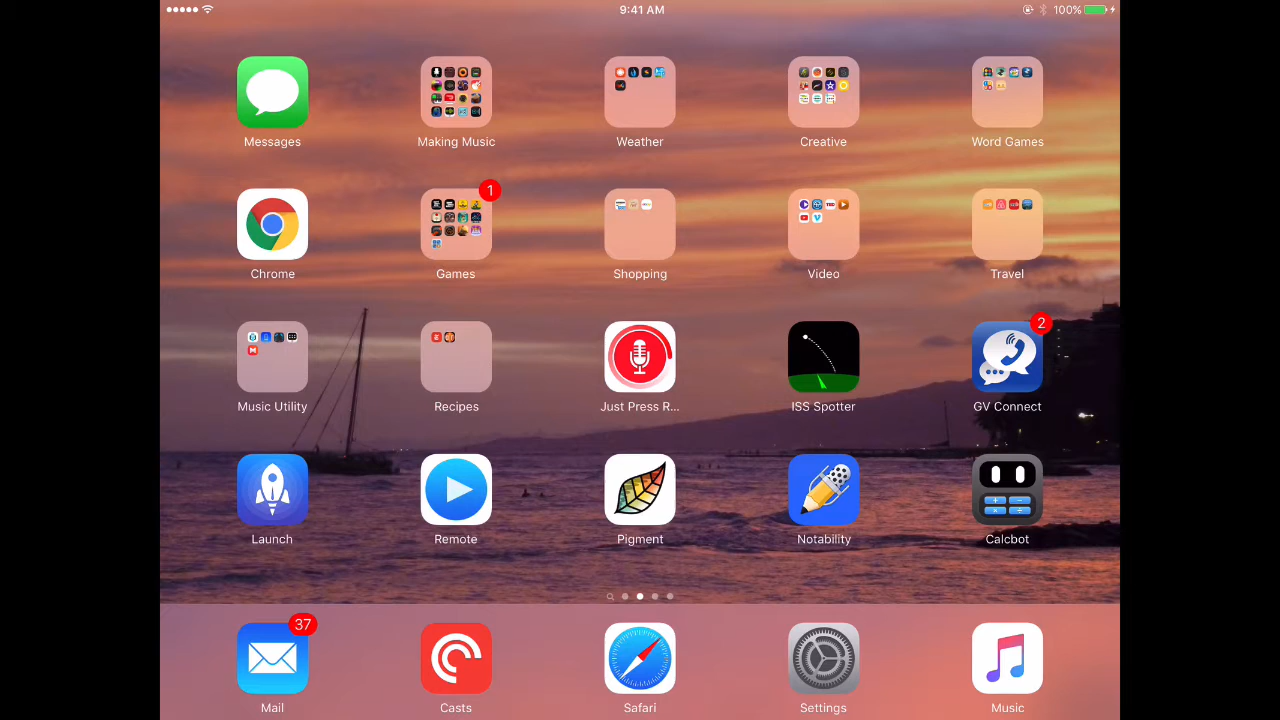 9:41 AM
100%
Messages
Making Music
Weather
Creative
Word Games
Chrome
1
Games
Shopping
Video
Travel
Music Utility
Recipes
Just Press R...
ISS Spotter
2
GV Connect
Launch
Remote
Pigment
Notability
Calcbot
37
Mail
Casts
Safari
Settings
Music